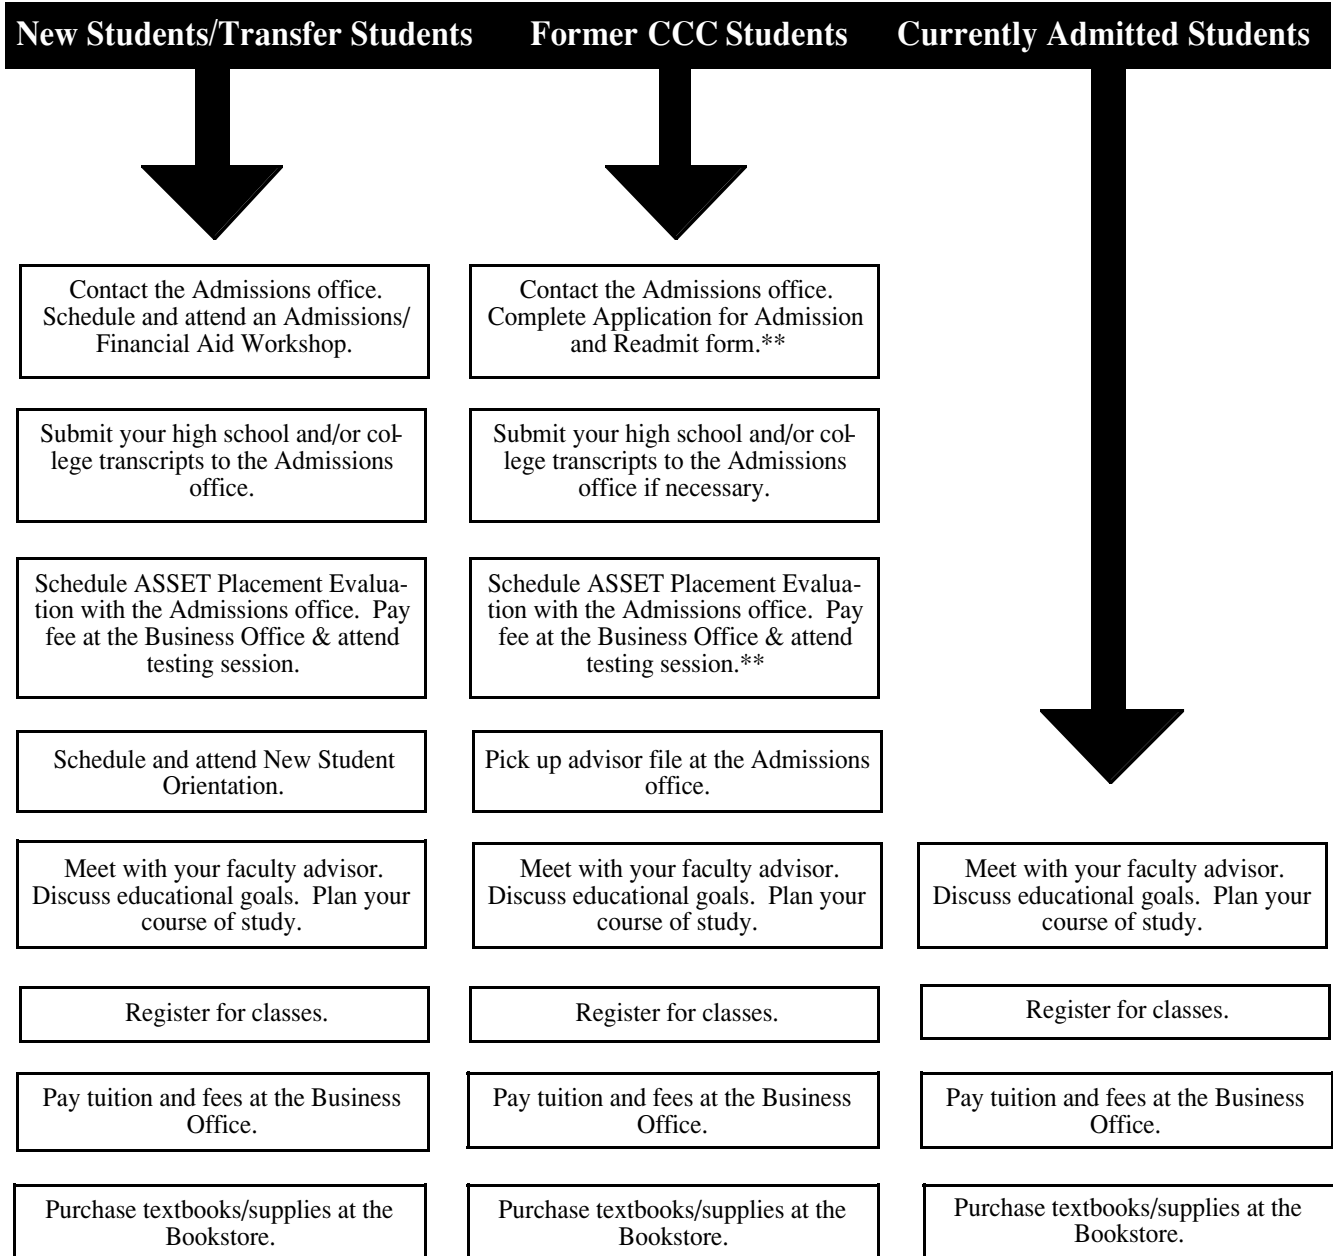 New Students/Transfer Students
Former CCC Students
Currently Admitted Students
Contact the Admissions office.
Schedule and attend an Admissions/
Financial Aid Workshop.
Submit your high school and/or col-
lege transcripts to the Admissions
office.
Schedule ASSET Placement Evalua-
tion with the Admissions office.  Pay
fee at the Business Office & attend
testing session.
Schedule and attend New Student
Orientation.
Meet with your faculty advisor.
Discuss educational goals.  Plan your
course of study.
Register for classes.
Pay tuition and fees at the Business
Office.
Purchase textbooks/supplies at the
Bookstore.
Contact the Admissions office.
Complete Application for Admission
and Readmit form.**
Submit your high school and/or col-
lege transcripts to the Admissions
office if necessary.
Schedule ASSET Placement Evalua-
tion with the Admissions office.  Pay
fee at the Business Office & attend
testing session.**
Pick up advisor file at the Admissions
office.
Meet with your faculty advisor.
Discuss educational goals.  Plan your
course of study.
Register for classes.
Pay tuition and fees at the Business
Office.
Purchase textbooks/supplies at the
Bookstore.
Meet with your faculty advisor.
Discuss educational goals.  Plan your
course of study.
Register for classes.
Pay tuition and fees at the Business
Office.
Purchase textbooks/supplies at the
Bookstore.